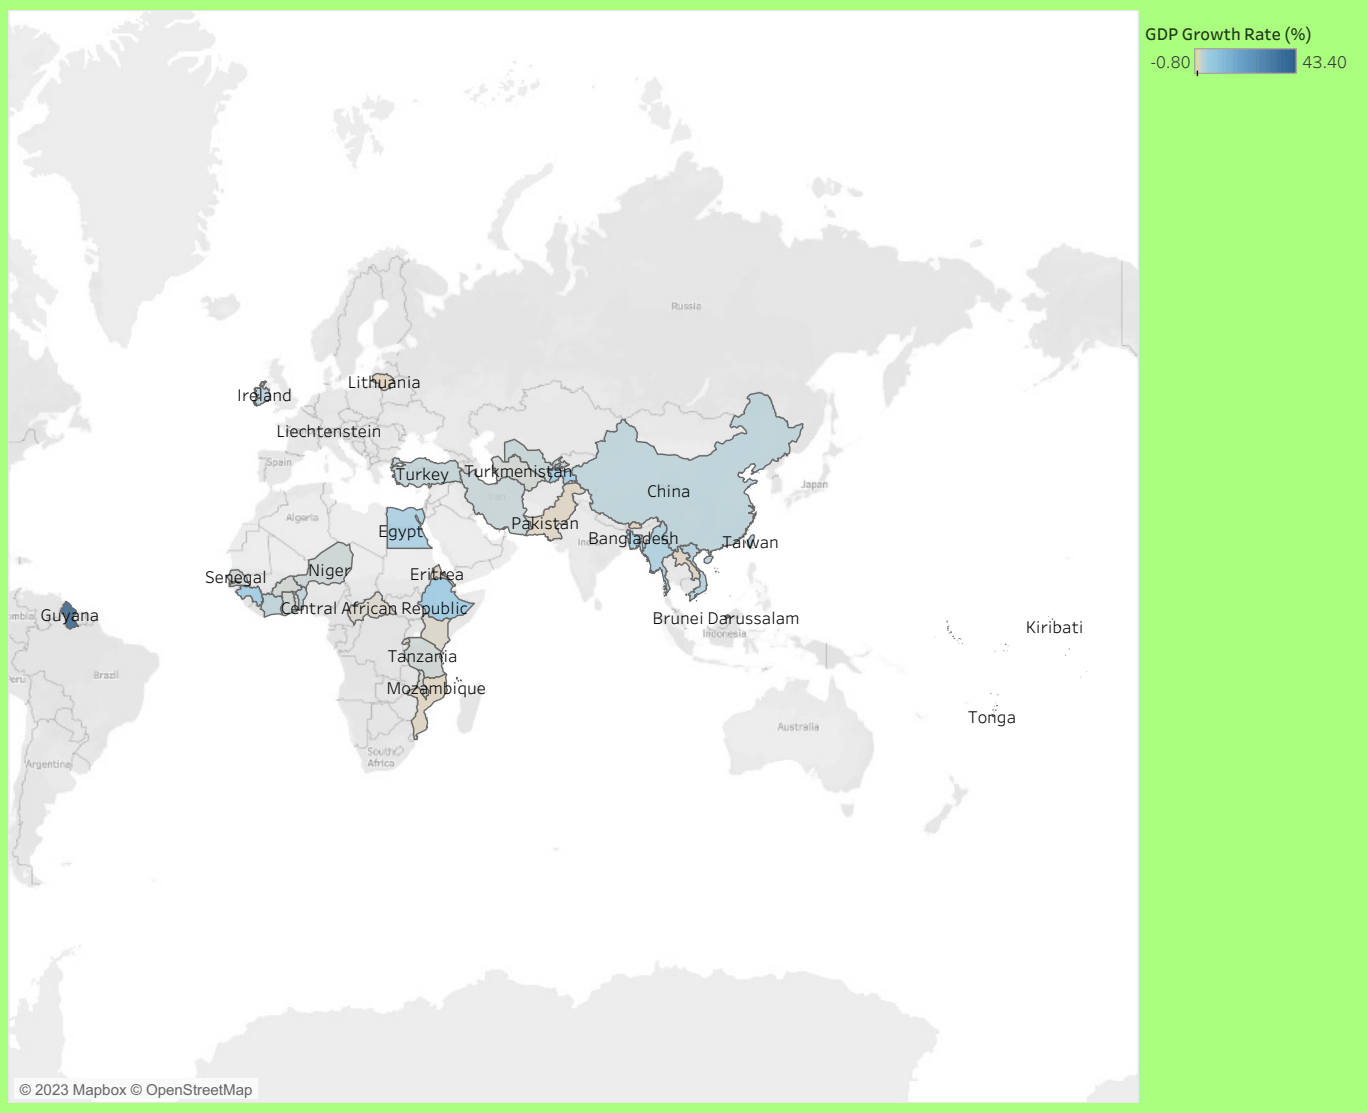 GDP Growth Rate (%)
-0.80 43.40
Russia
Lithuania
Ireland
Liechtenstein
Spain
Turkey
Turkmenistan
Iran
China
Japan
Algeria
Egypt
Pakistan
Bangladesh
Taiwan
Senegal
Niger
Eritrea
Guyana
Central African Republic
Brunei Darussalam
Indonesia
Kiribati
Tanzania
Brazil
Mozambique
Tonga
Australia
South
Africa
Argentina
© 2023 Mapbox © OpenStreetMap